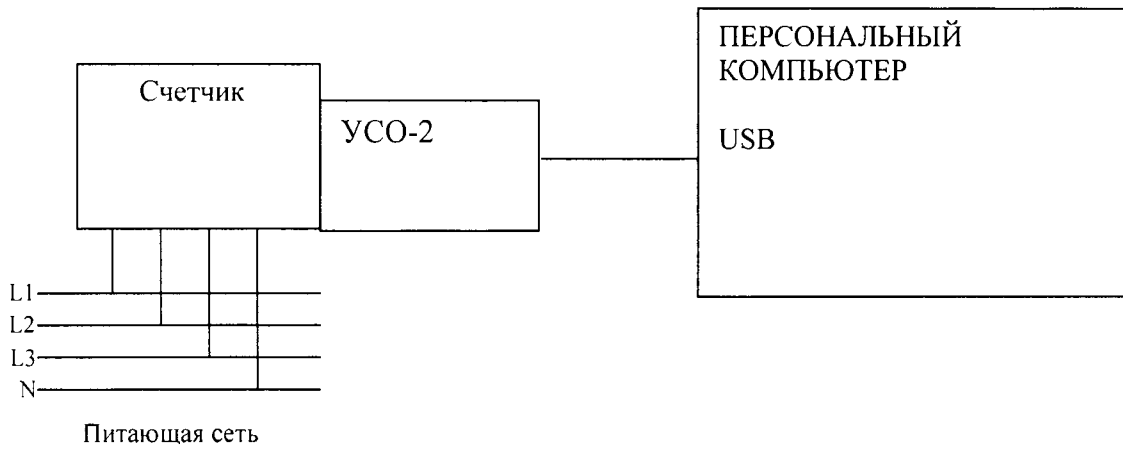 ПЕРСОНАЛЬНЫЙ
КОМПЬЮТЕР
USB
Счетчик
УСО-2
L1
L2
L3
N
Питающая сеть